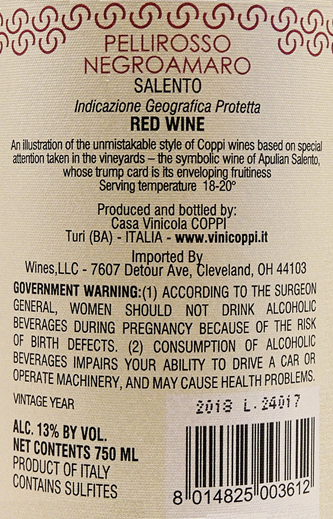 PELLIROSSO
NEGROAMARO
SALENTO
Indicazione Geografica Protetta
RED WINE
An illustration of the unmistakable style of Coppi wines based on special
attention taken in the vineyards – the symbolic wine of Apulian Salento,
whose trump card is its enveloping fruitiness
Serving temperature 18-20°
Produced and bottled by:
Casa Vinicola COPPI
Turi (BA) - ITALIA - www.vinicoppi.it
Imported By
Wines,LLC - 7607 Detour Ave, Cleveland, OH 44103
GOVERNMENT WARNING:(1) ACCORDING TO THE SURGEON
GENERAL, WOMEN SHOULD NOT DRINK ALCOHOLIC
BEVERAGES DURING PREGNANCY BECAUSE OF THE RISK
OF BIRTH DEFECTS. (2) CONSUMPTION OF ALCOHOLIC
BEVERAGES IMPAIRS YOUR ABILITY TO DRIVE A CAR OR
OPERATE MACHINERY, AND MAY CAUSE HEALTH PROBLEMS.
VINTAGE YEAR 2018 L.24017
ALC. 13% BY VOL.
NET CONTENTS 750 ML
PRODUCT OF ITALY
CONTAINS SULFITES
8 014825 003612